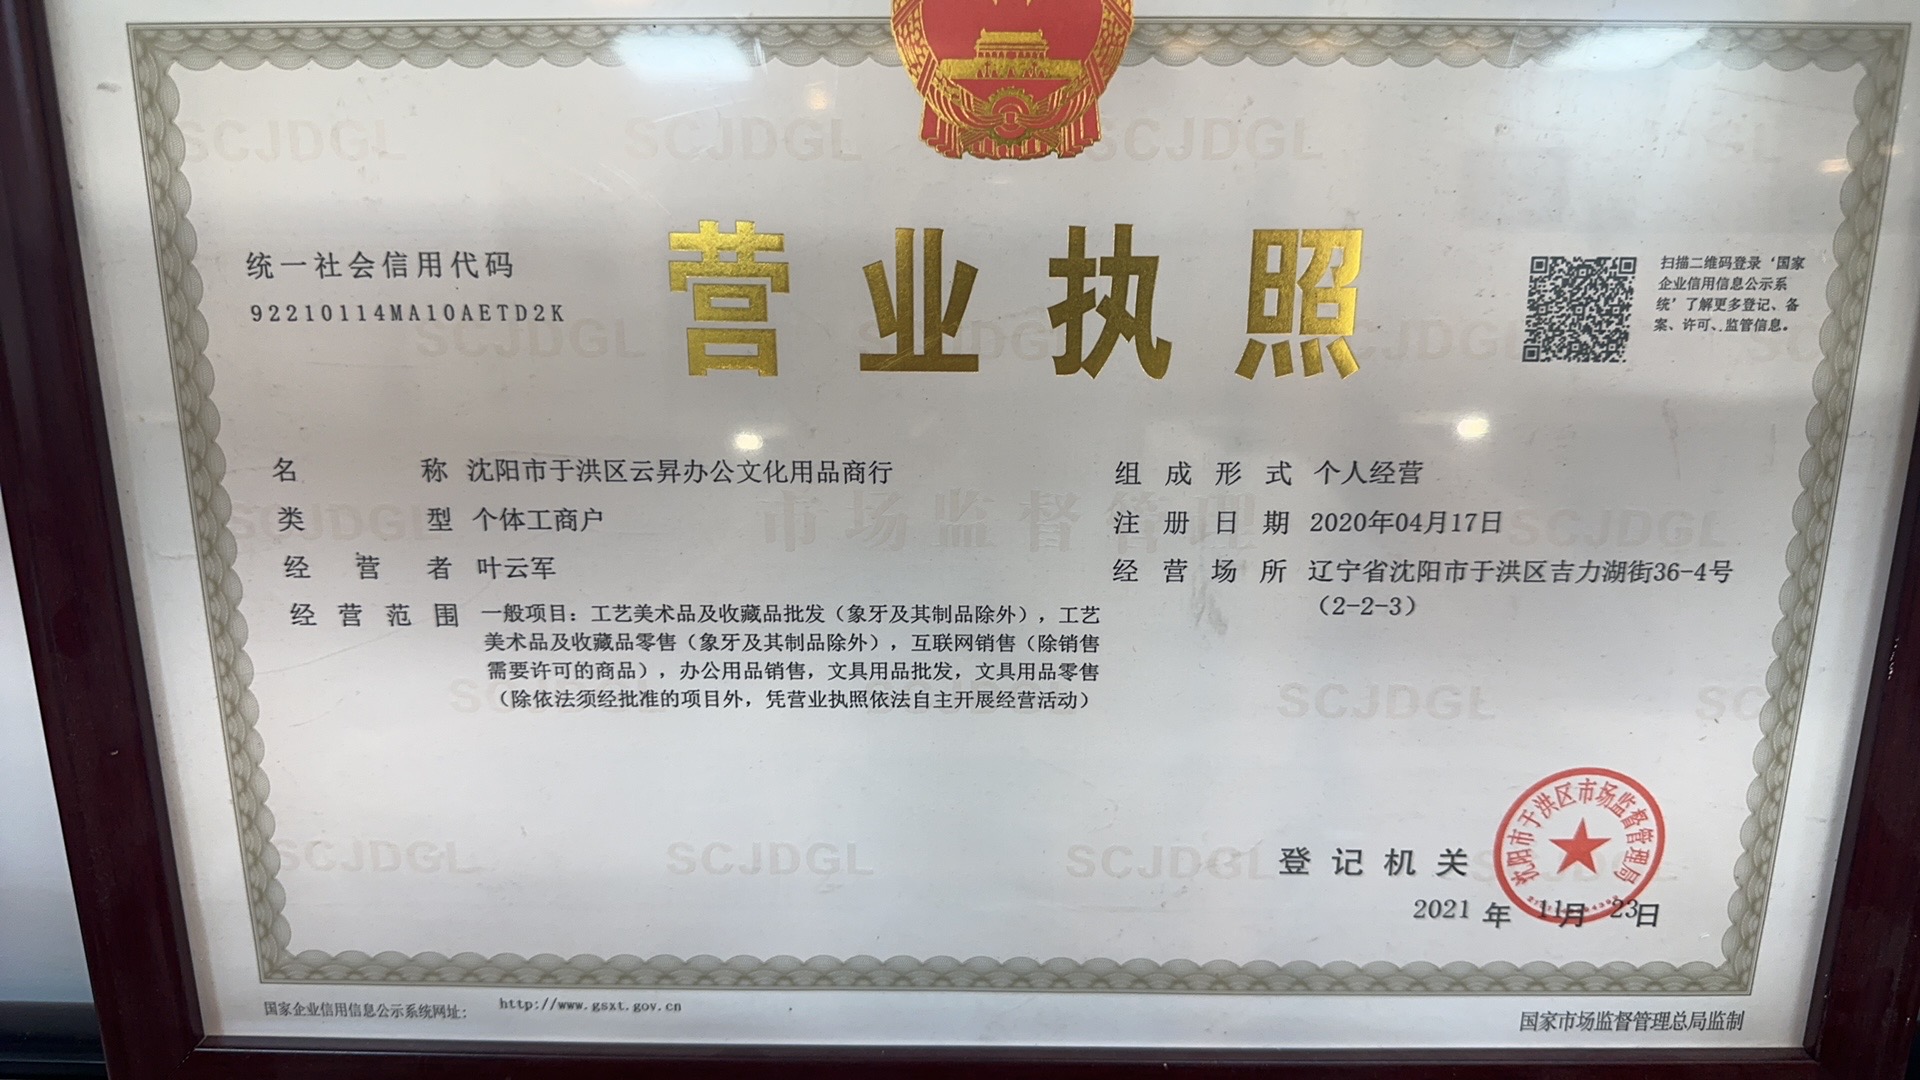 营业执照
统一社会信用代码
92210114MA10AETD2K
扫描二维码登录‘国家
企业信用信息公示系
统’了解更多登记、备
案、许可、监管信息。
名称 沈阳市于洪区云昇办公文化用品商行
类型 个体工商户
经营者 叶云军
经营范围 一般项目：工艺美术品及收藏品批发（象牙及其制品除外），工艺
美术品及收藏品零售（象牙及其制品除外），互联网销售（除销售
需要许可的商品），办公用品销售，文具用品批发，文具用品零售
（除依法须经批准的项目外，凭营业执照依法自主开展经营活动）
组成形式 个人经营
注册日期 2020年04月17日
经营场所 辽宁省沈阳市于洪区吉力湖街36-4号
（2-2-3）
市场监督管理
SCJDGL
登记机关
沈阳市于洪区市场监督管理局
2021年11月23日
国家企业信用信息公示系统网址： http://www.gsxt.gov.cn
国家市场监督管理总局监制